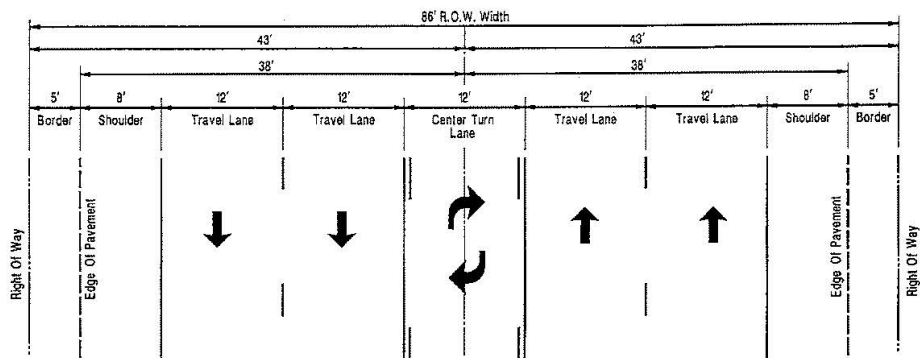 86' R.O.W. Width
43' 43'
38' 38'
5' 8' 12' 12' 12' 12' 12' 8' 5'
Border Shoulder Travel Lane Travel Lane Center Turn Lane Travel Lane Travel Lane Shoulder Border
Right Of Way
Edge Of Pavement
Edge Of Pavement
Right Of Way